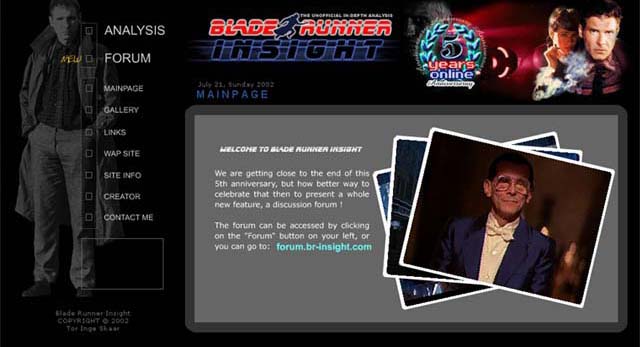 ANALYSIS
NEW FORUM
MAINPAGE
GALLERY
LINKS
WAP SITE
SITE INFO
CREATOR
CONTACT ME
Blade Runner Insight
COPYRIGHT © 2002
Tor Inge Skaar
THE UNOFFICIAL IN-DEPTH ANALYSIS
BLADE RUNNER
INSIGHT
5
years
online
Anniversary
July 21, Sunday 2002
MAINPAGE
WELCOME TO BLADE RUNNER INSIGHT
We are getting close to the end of this
5th anniversary, but how better way to
celebrate that then to present a whole
new feature, a discussion forum !
The forum can be accessed by clicking
on the "Forum" button on your left, or
you can go to: forum.br-insight.com